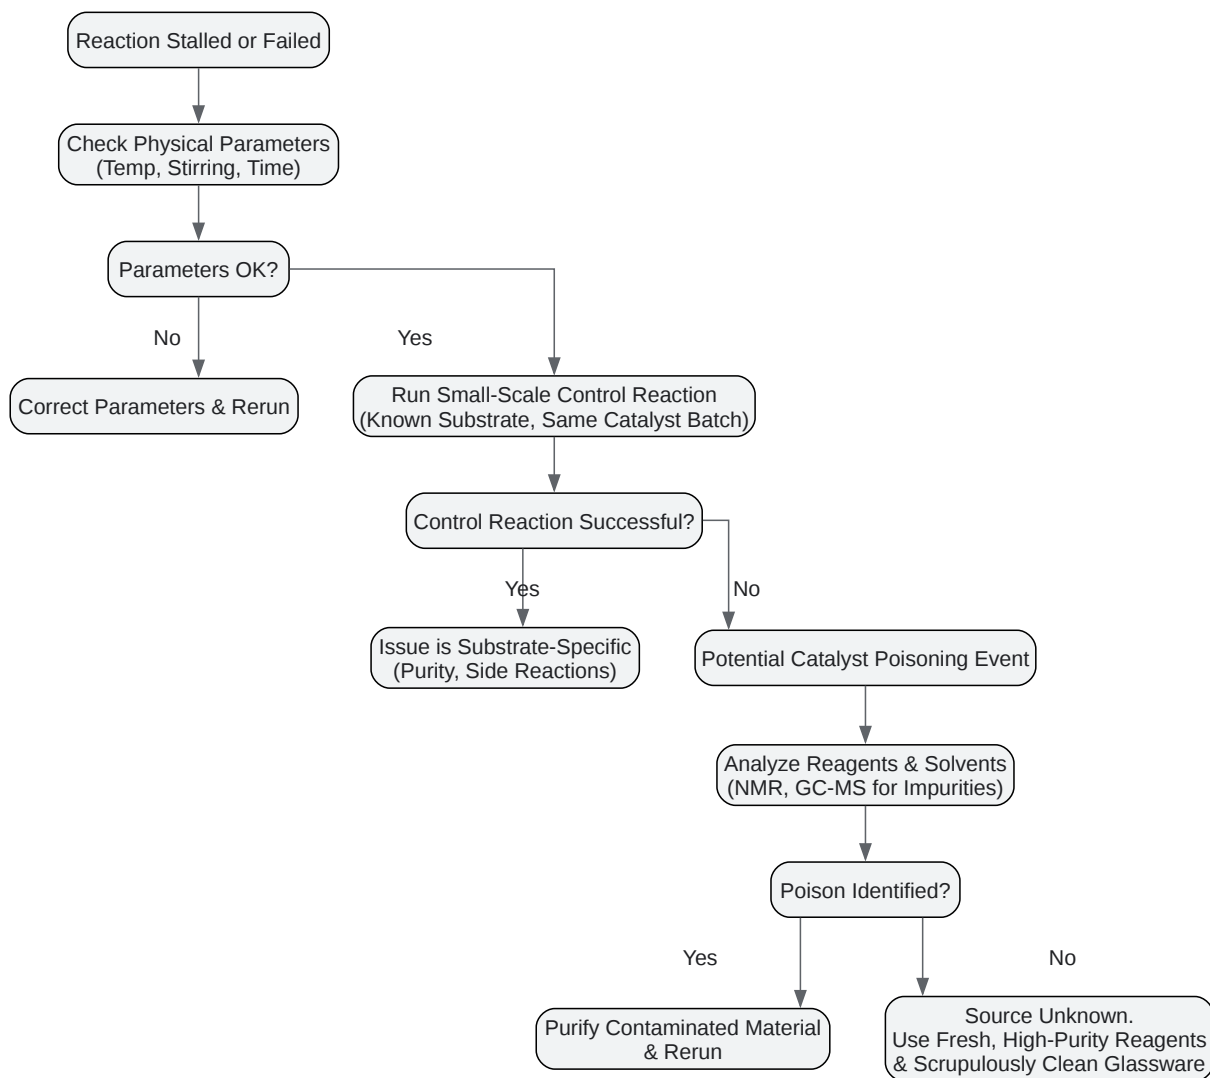 Reaction Stalled or Failed
Check Physical Parameters
(Temp, Stirring, Time)
Parameters OK?
No
Yes
Correct Parameters & Rerun
Run Small-Scale Control Reaction
(Known Substrate, Same Catalyst Batch)
Control Reaction Successful?
Yes
No
Issue is Substrate-Specific
(Purity, Side Reactions)
Potential Catalyst Poisoning Event
Analyze Reagents & Solvents
(NMR, GC-MS for Impurities)
Poison Identified?
Yes
No
Purify Contaminated Material
& Rerun
Source Unknown.
Use Fresh, High-Purity Reagents
& Scrupulously Clean Glassware